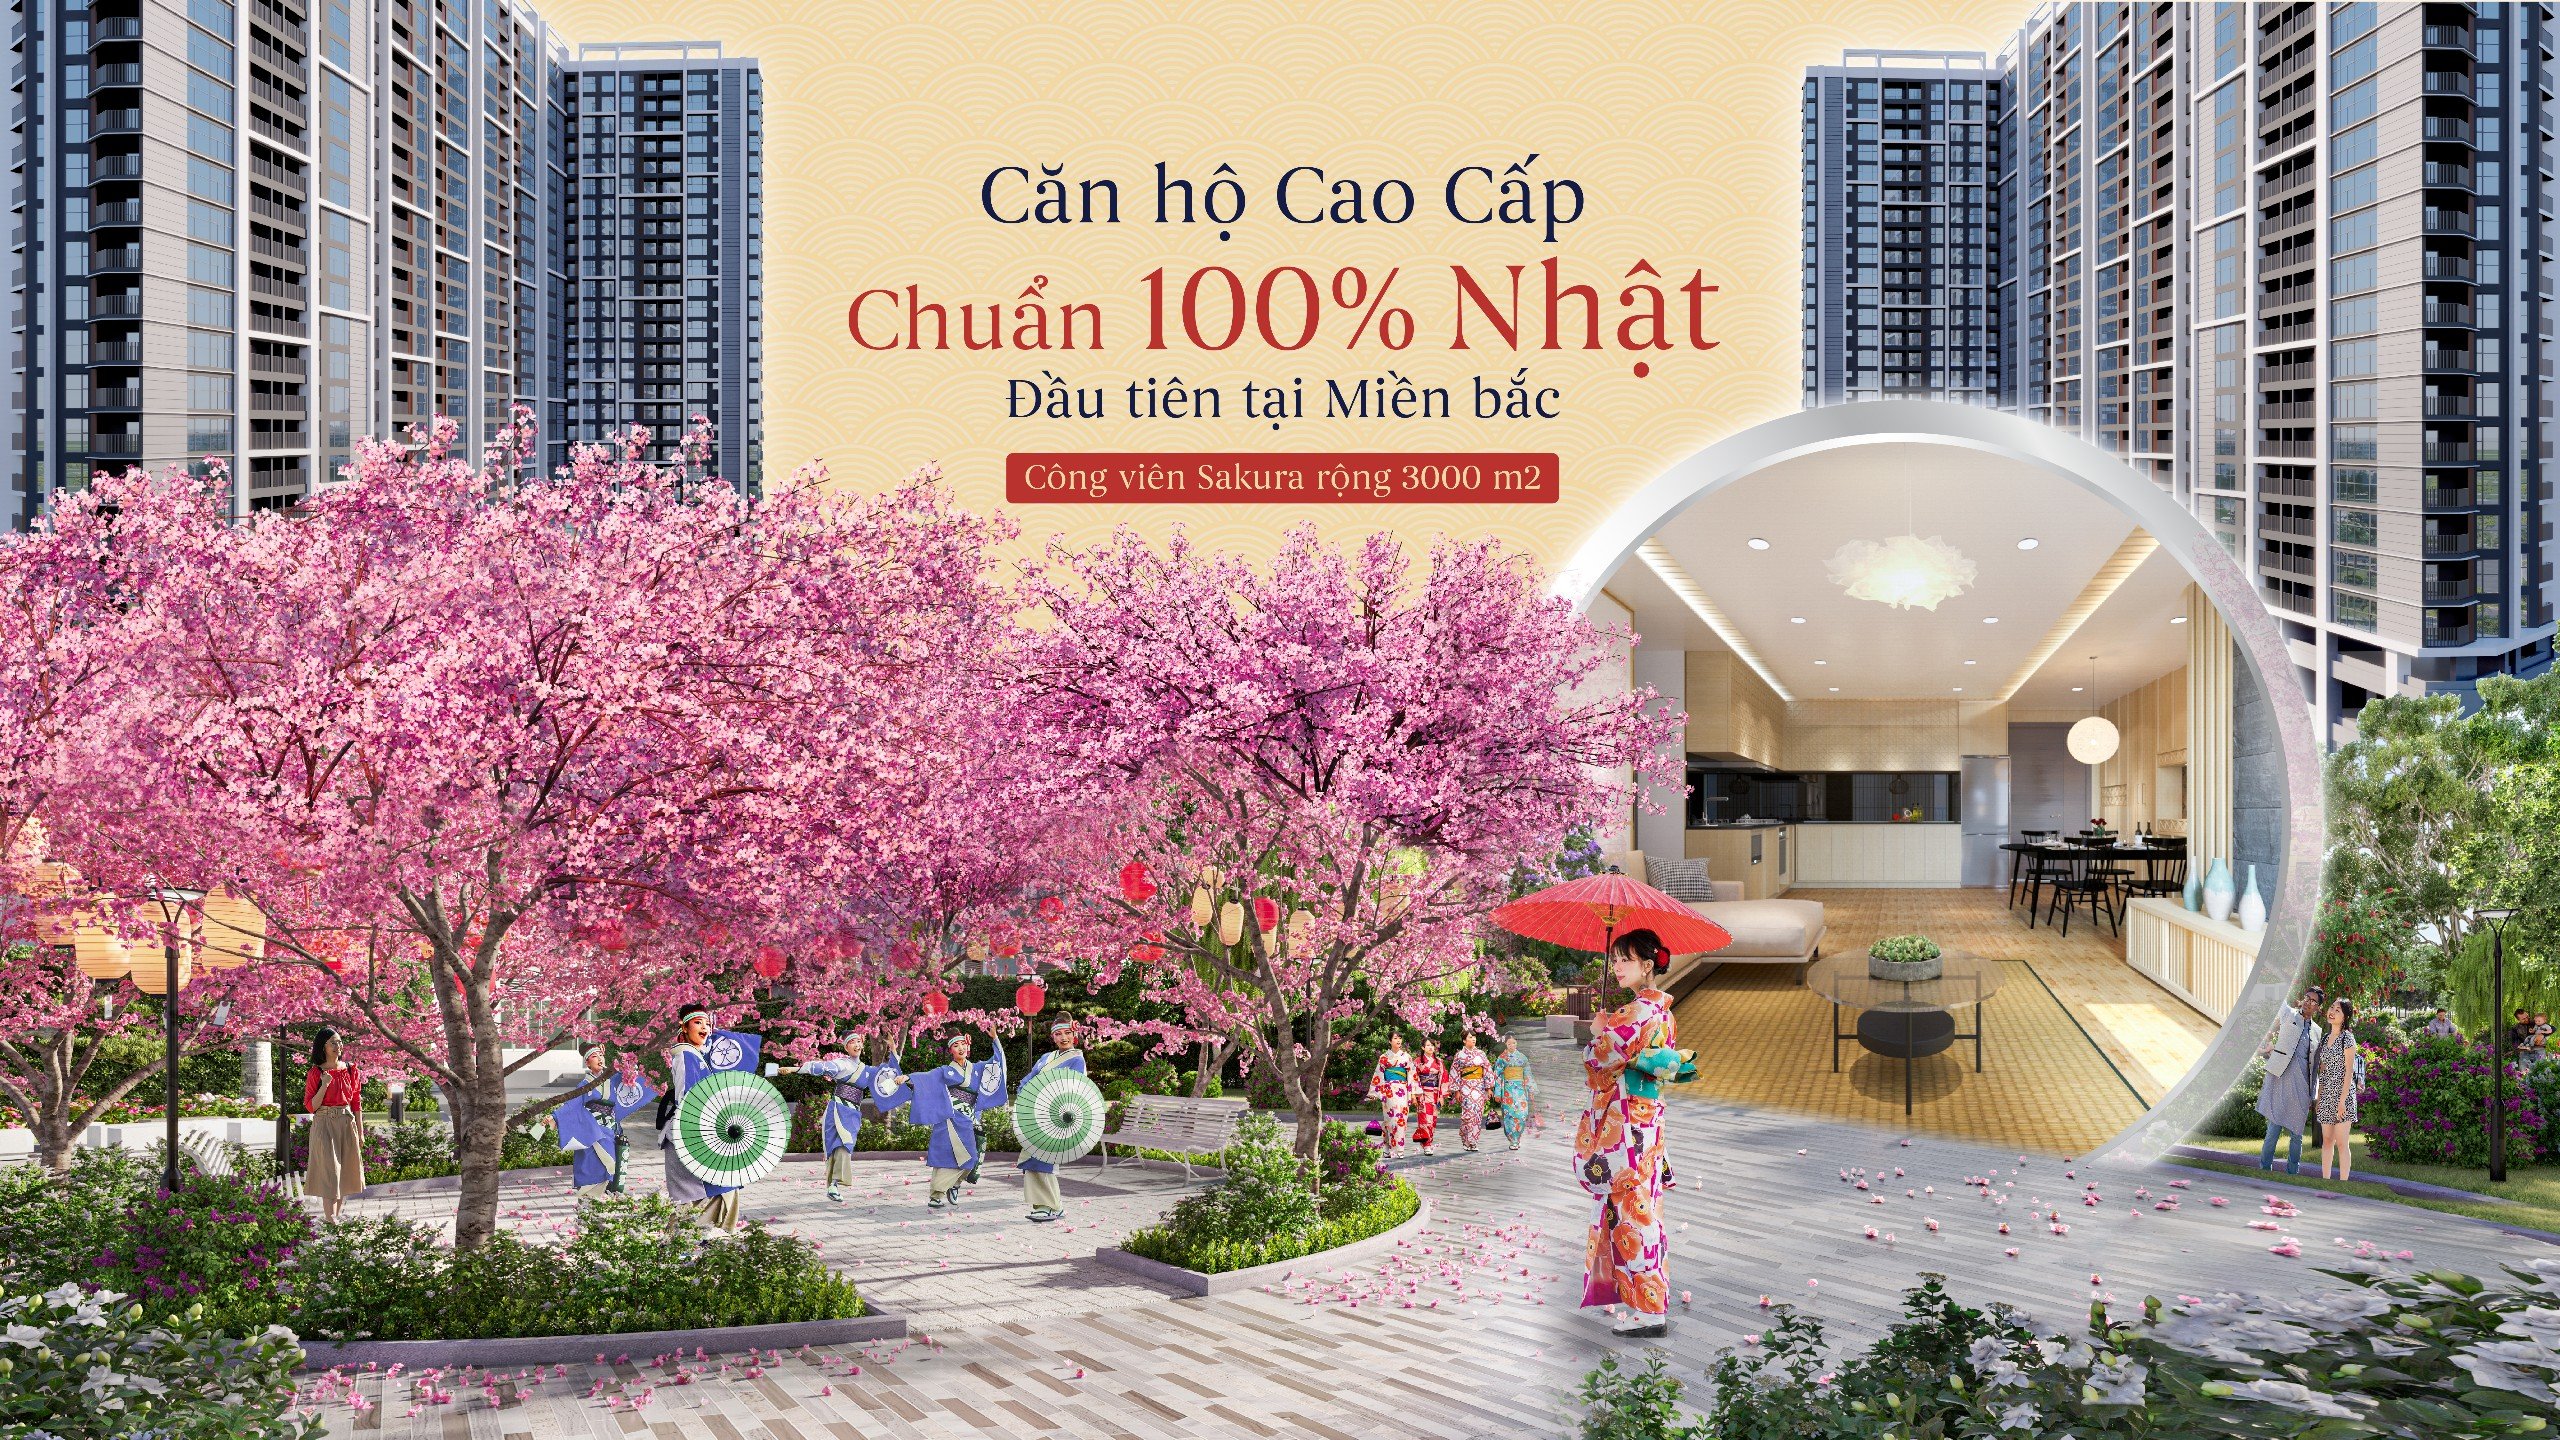 Căn hộ Cao Cấp
Chuẩn 100% Nhật
Đầu tiên tại Miền bắc
Công viên Sakura rộng 3000 m2